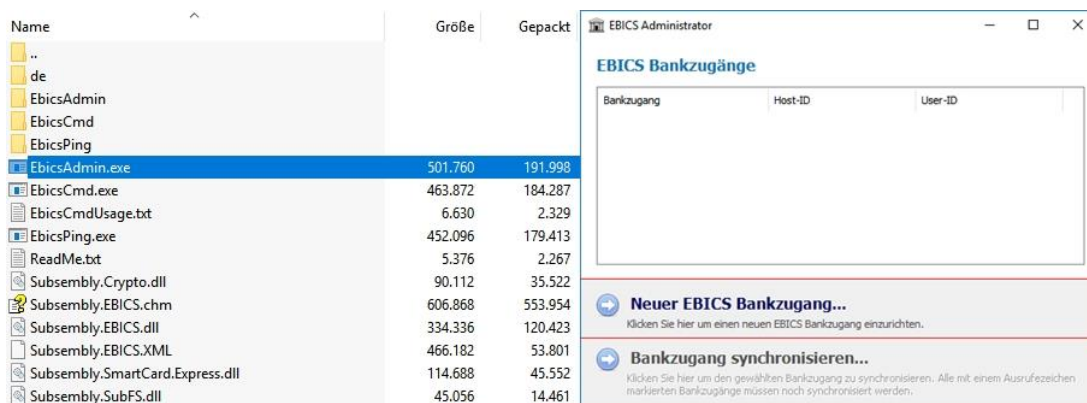 Name Größe Gepackt
..
de
EbicsAdmin
EbicsCmd
EbicsPing
EbicsAdmin.exe 501.760 191.998
EbicsCmd.exe 463.872 184.287
EbicsCmdUsage.txt 6.630 2.329
EbicsPing.exe 452.096 179.413
ReadMe.txt 5.376 2.267
Subsembly.Crypto.dll 90.112 35.522
Subsembly.EBICS.chm 606.868 553.954
Subsembly.EBICS.dll 334.336 120.423
Subsembly.EBICS.XML 466.182 53.801
Subsembly.SmartCard.Express.dll 114.688 45.552
Subsembly.SubFS.dll 45.056 14.461
EBICS Administrator
EBICS Bankzugänge
Bankzugang Host-ID User-ID
Neuer EBICS Bankzugang...
Klicken Sie hier um einen neuen EBICS Bankzugang einzurichten.
Bankzugang synchronisieren...
Klicken Sie hier um den gewählten Bankzugang zu synchronisieren. Alle mit einem Ausrufezeichen
markierten Bankzugänge müssen noch synchronisiert werden.